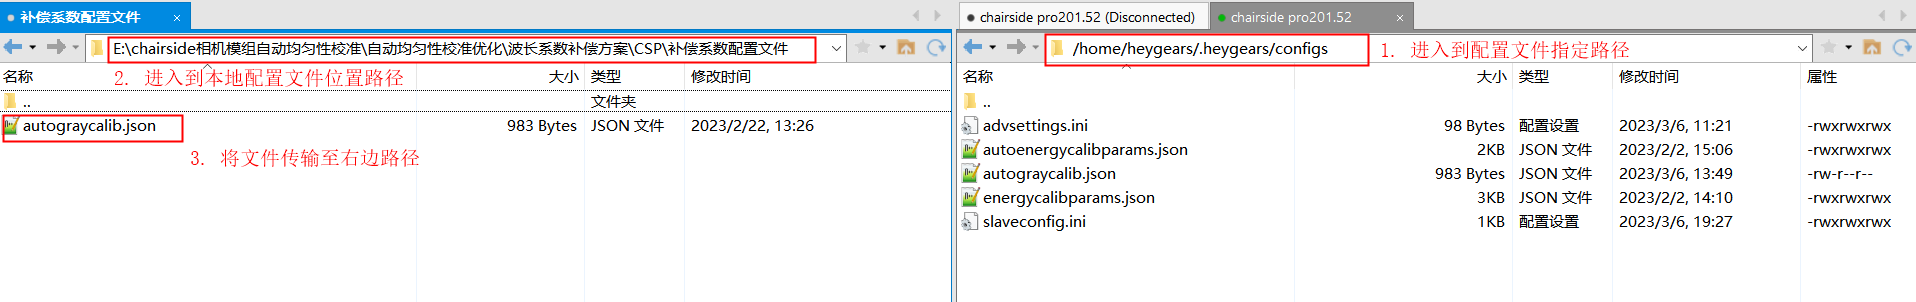 补偿系数配置文件
E:\chairside相机模组自动均匀性校准\自动均匀性校准优化\波长系数补偿方案\CSP\补偿系数配置文件
2. 进入到本地配置文件位置路径
名称 大小 类型 修改时间
.. 文件夹
autograycalib.json 983 Bytes JSON 文件 2023/2/22, 13:26
3. 将文件传输至右边路径
chairside pro201.52 (Disconnected) chairside pro201.52
/home/heygears/.heygears/configs
1. 进入到配置文件指定路径
名称 大小 类型 修改时间 属性
..
advsettings.ini 98 Bytes 配置设置 2023/3/6, 11:21 -rwxrwxrwx
autoenergycalibparams.json 2KB JSON 文件 2023/2/2, 15:06 -rwxrwxrwx
autograycalib.json 983 Bytes JSON 文件 2023/3/6, 13:49 -rw-r--r--
energycalibparams.json 3KB JSON 文件 2023/2/2, 14:10 -rwxrwxrwx
slaveconfig.ini 1KB 配置设置 2023/3/6, 19:27 -rwxrwxrwx